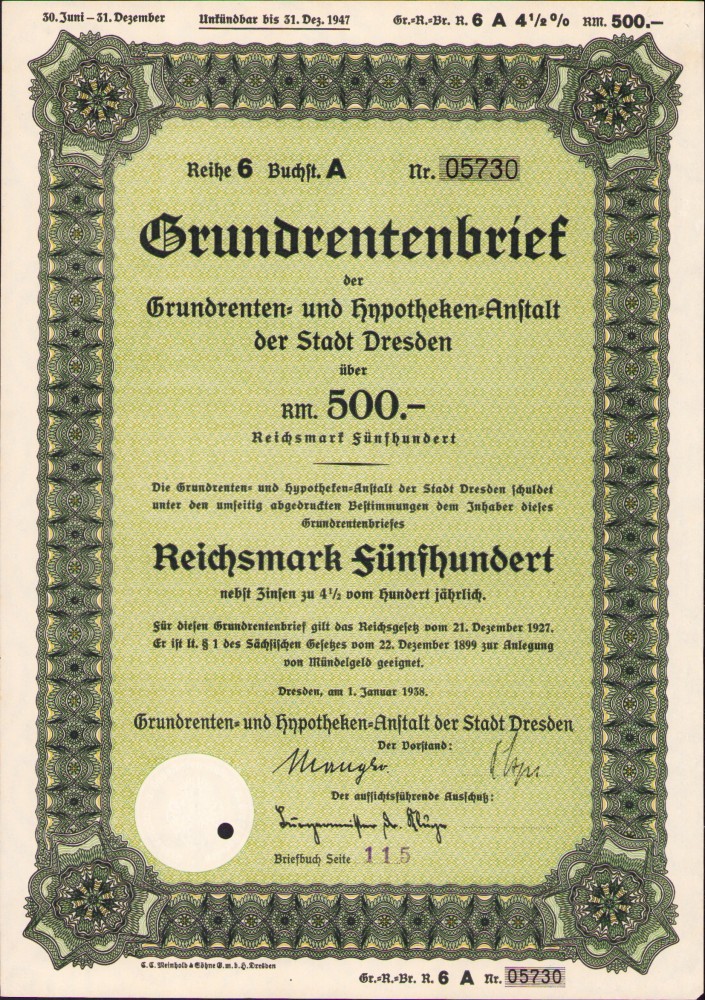 30. Juni – 31. Dezember
Unkündbar bis 31. Dez. 1947
Gr.=R.=Br. R. 6 A 4½% RM. 500.–
Reihe 6 Buchst. A Nr. 05730
Grundrentenbrief
der
Grundrenten= und Hypotheken=Anstalt
der Stadt Dresden
über
RM. 500.–
Reichsmark Fünfhundert
Die Grundrenten= und Hypotheken=Anstalt der Stadt Dresden schuldet
unter den umseitig abgedruckten Bestimmungen dem Inhaber dieses
Grundrentenbriefes
Reichsmark Fünfhundert
nebst Zinsen zu 4½ vom Hundert jährlich.
Für diesen Grundrentenbrief gilt das Reichsgesetz vom 21. Dezember 1927.
Er ist lt. § 1 des Sächsischen Gesetzes vom 22. Dezember 1899 zur Anlegung
von Mündelgeld geeignet.
Dresden, am 1. Januar 1938.
Grundrenten= und Hypotheken=Anstalt der Stadt Dresden
Der Vorstand:
Der aufsichtsführende Ausschuß:
Bürgermeister Dr. Kluge
Briefbuch Seite 115
C. C. Meinhold & Söhne G. m. b. H. Dresden
Gr.=R.=Br. R. 6 A Nr. 05730